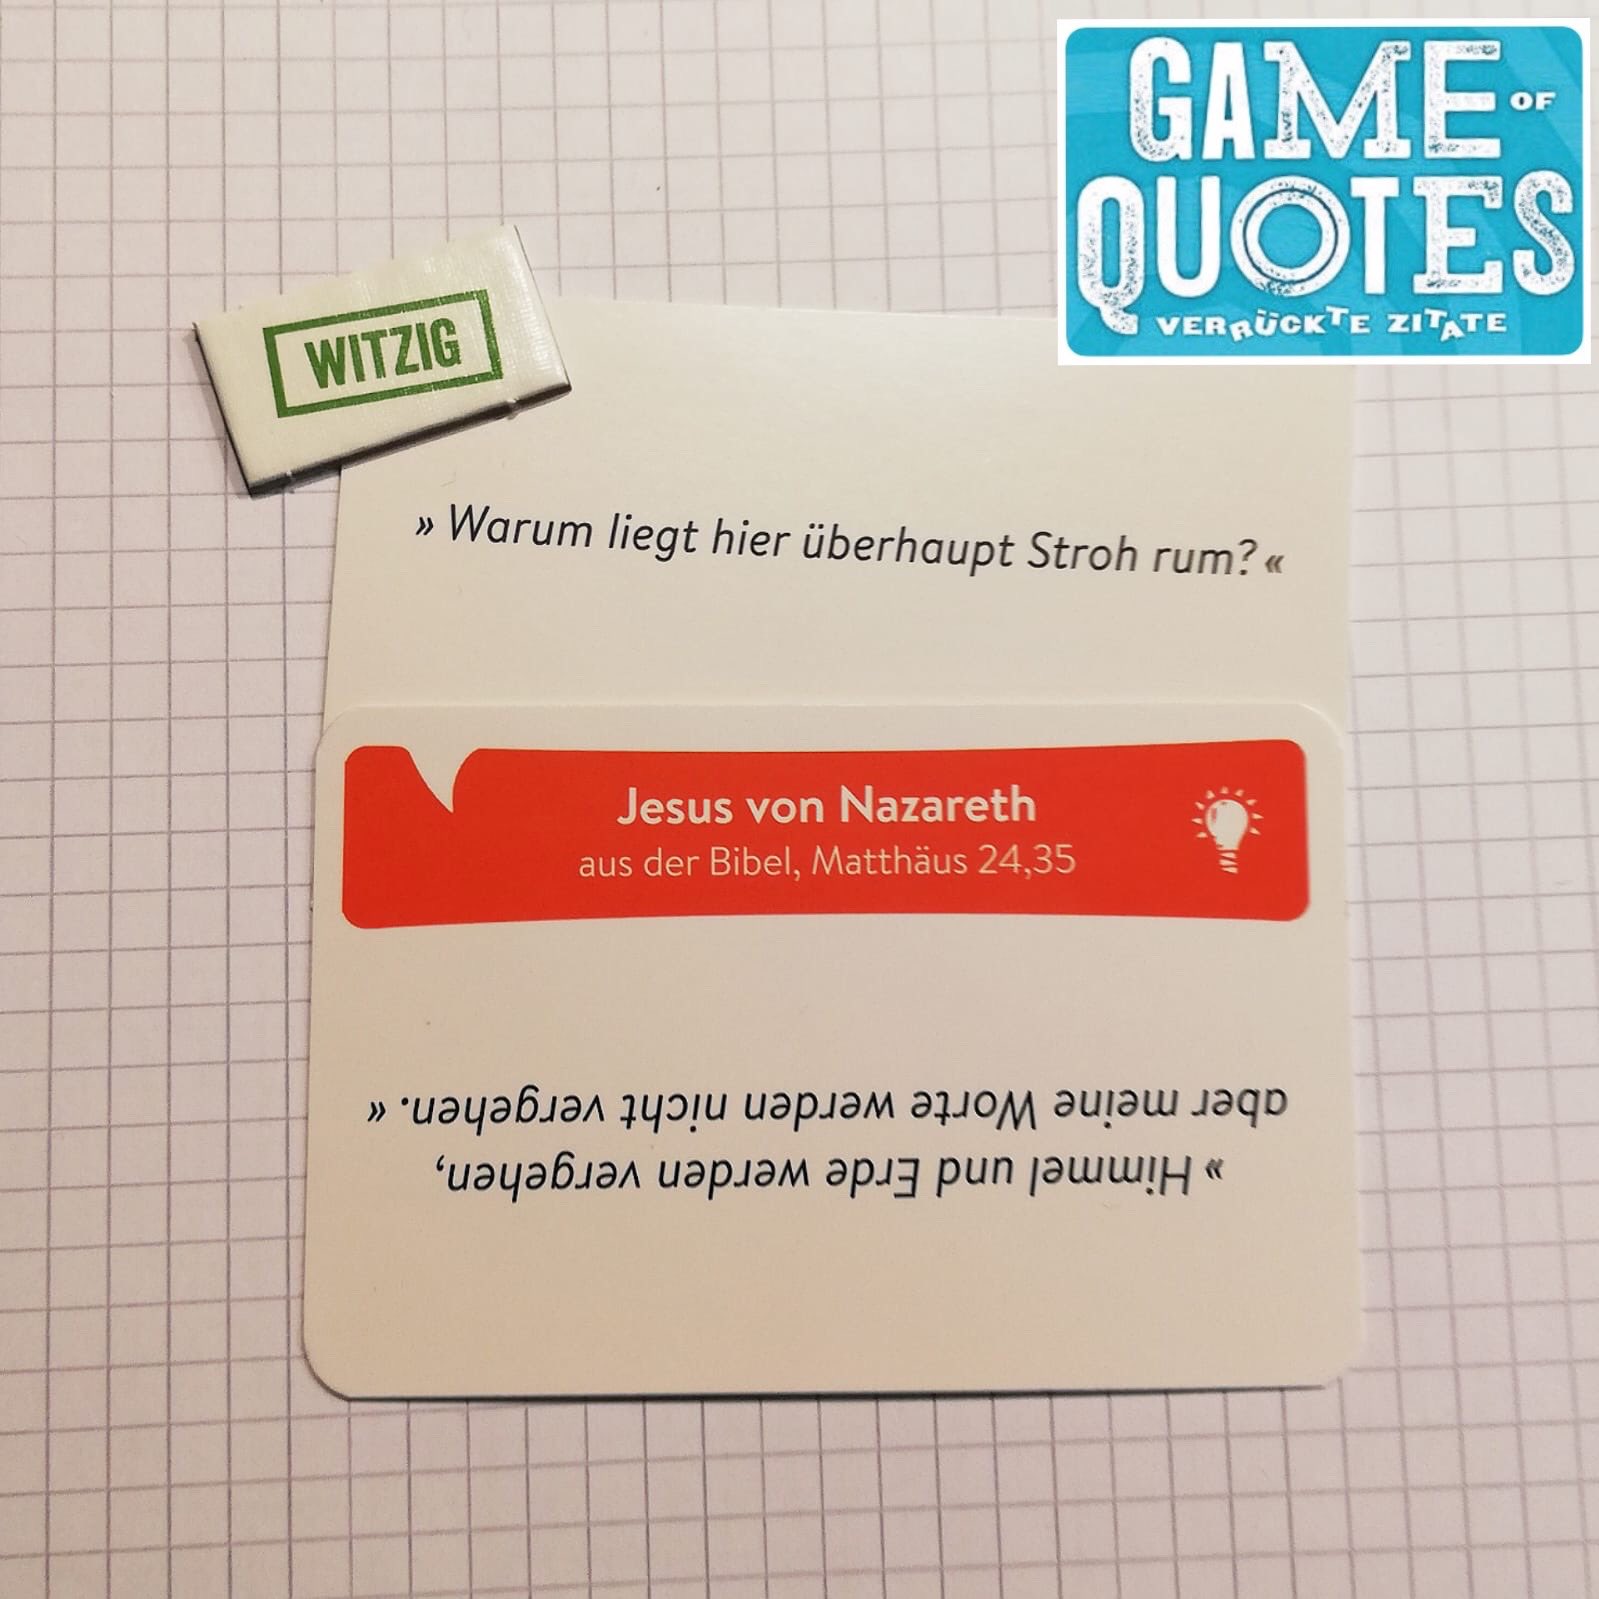 GAME OF
QUOTES
VERRÜCKTE ZITATE
WITZIG
» Warum liegt hier überhaupt Stroh rum? «
Jesus von Nazareth
aus der Bibel, Matthäus 24,35
» Himmel und Erde werden vergehen,
aber meine Worte werden nicht vergehen. «